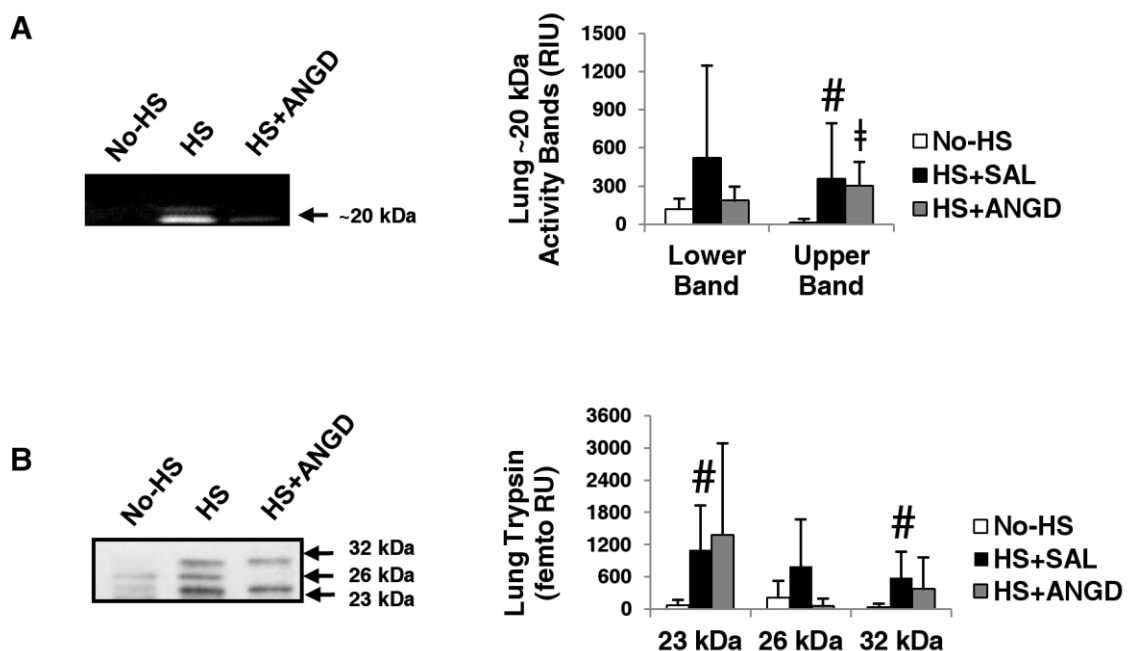 A
No-HS
HS
HS+ANGD
~20 kDa
Lung ~20 kDa
Activity Bands (RIU)
1500
1200
900
600
300
0
#
‡
Lower
Band
Upper
Band
No-HS
HS+SAL
HS+ANGD
B
No-HS
HS
HS+ANGD
32 kDa
26 kDa
23 kDa
Lung Trypsin
(femto RU)
3600
3000
2400
1800
1200
600
0
#
#
23 kDa 26 kDa 32 kDa
No-HS
HS+SAL
HS+ANGD